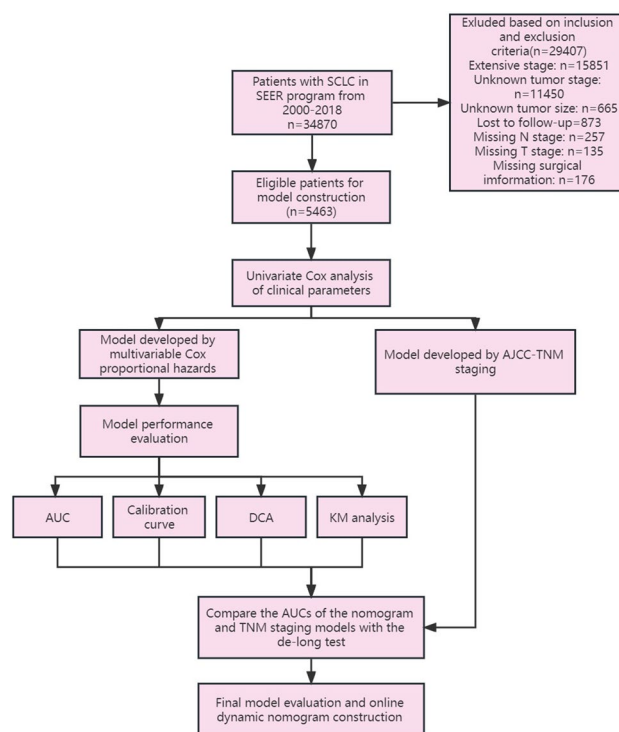 Exluded based on inclusion
and exclusion
criteria(n=29407)
Extensive stage: n=15851
Unknown tumor stage:
n=11450
Unknown tumor size: n=665
Lost to follow-up=873
Missing N stage: n=257
Missing T stage: n=135
Missing surgical
imformation: n=176
Patients with SCLC in
SEER program from
2000-2018
n=34870
Eligible patients for
model construction
(n=5463)
Univariate Cox analysis
of clinical parameters
Model developed by
multivariable Cox
proportional hazards
Model developed by AJCC-TNM
staging
Model performance
evaluation
AUC
Calibration
curve
DCA
KM analysis
Compare the AUCs of the nomogram
and TNM staging models with the
de-long test
Final model evaluation and online
dynamic nomogram construction